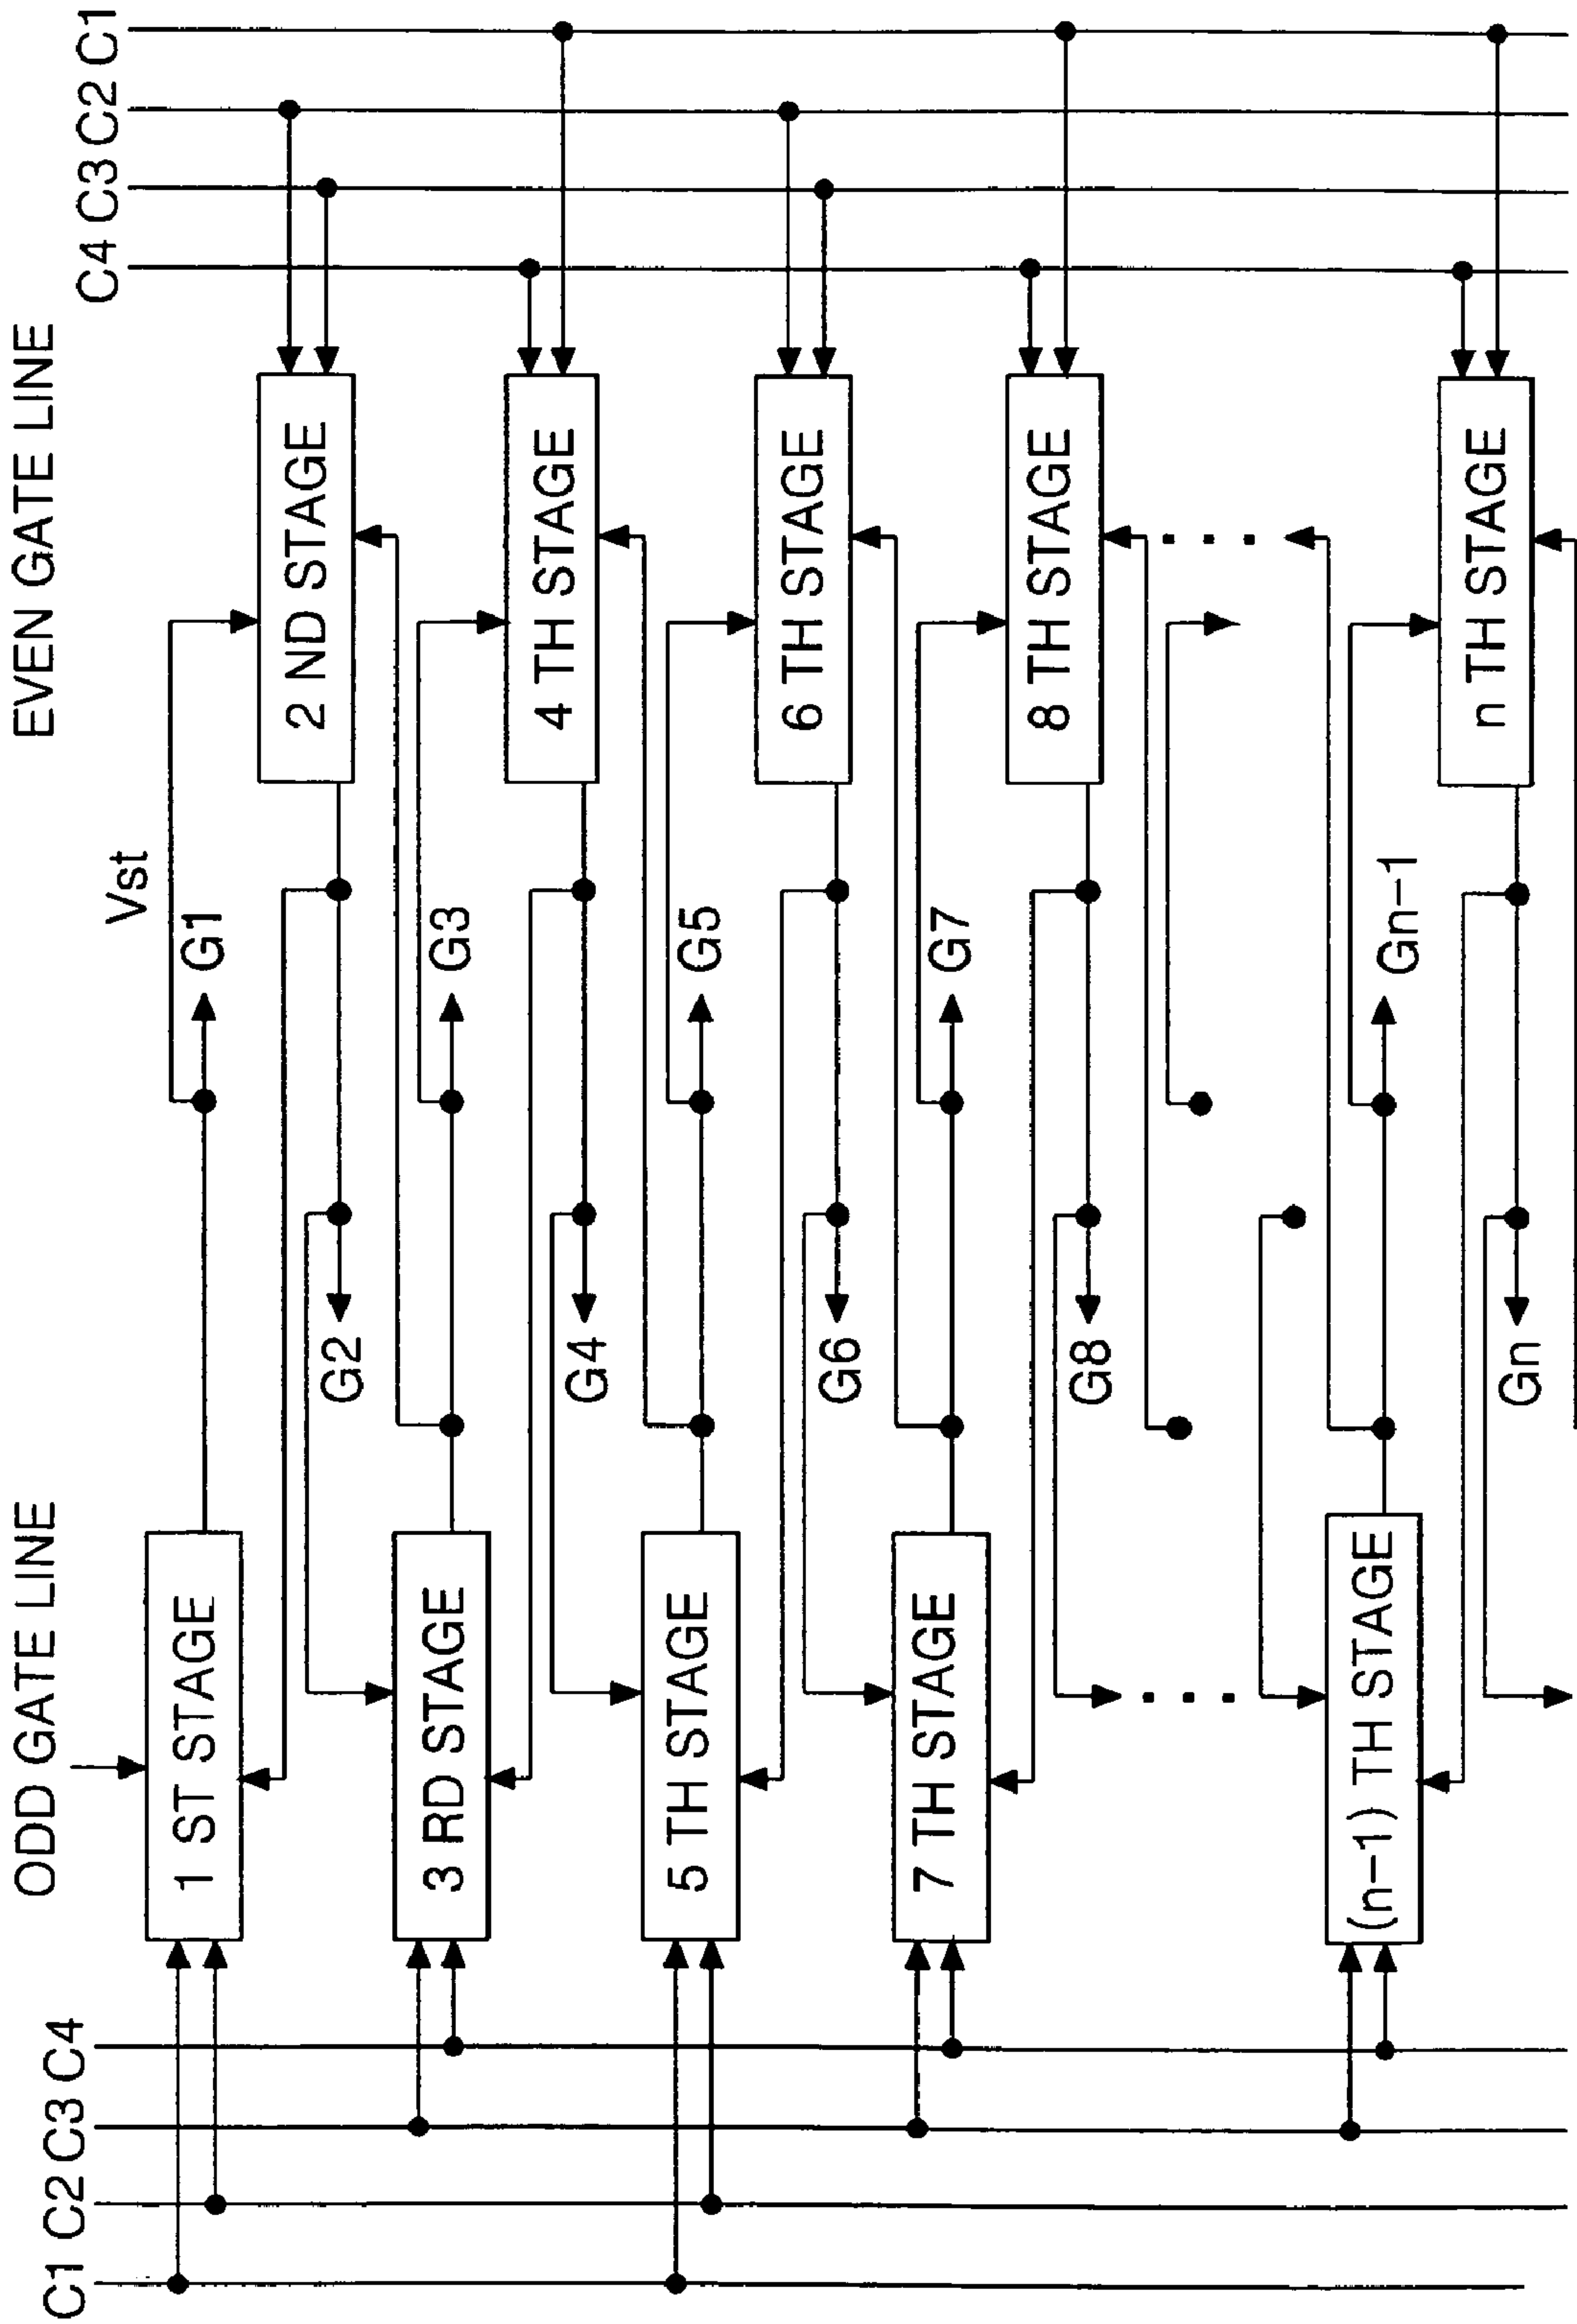 ODD GATE LINE
EVEN GATE LINE
C1 C2 C3 C4
C4 C3 C2 C1
Vst
1 ST STAGE
G1
G2
2 ND STAGE
3 RD STAGE
G3
G4
4 TH STAGE
5 TH STAGE
G5
G6
6 TH STAGE
7 TH STAGE
G7
G8
8 TH STAGE
(n-1) TH STAGE
Gn-1
Gn
n TH STAGE